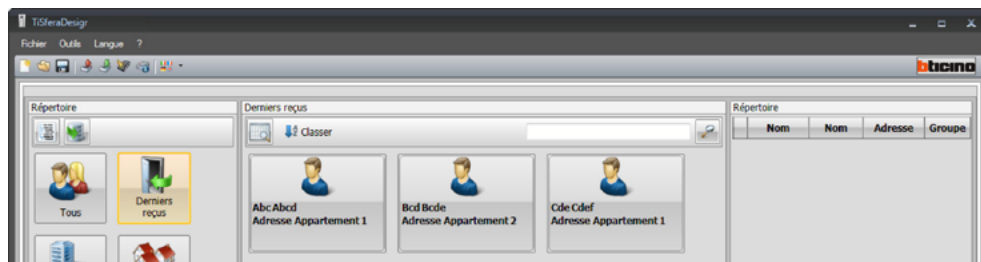 TiSferaDesigr
Fichier Outils Langue ?
bticino
Répertoire
Derniers reçus
Répertoire
Classer
Nom Nom Adresse Groupe
Tous
Derniers
reçus
Abc Abcd
Adresse Appartement 1
Bcd Bcde
Adresse Appartement 2
Cde Cdef
Adresse Appartement 1